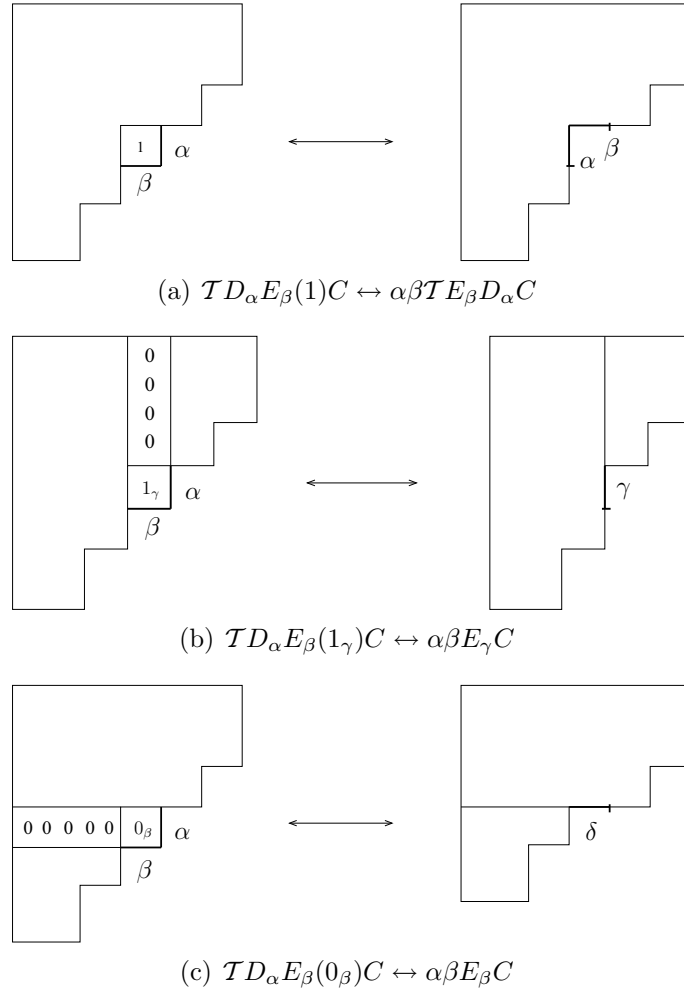 1 α β α β
(a) 𝒯D_αE_β(1)C ↔ αβ𝒯E_βD_αC
0
0
0
0
1_γ α β γ
(b) 𝒯D_αE_β(1_γ)C ↔ αβE_γC
0 0 0 0 0 0_β α β δ
(c) 𝒯D_αE_β(0_β)C ↔ αβE_βC